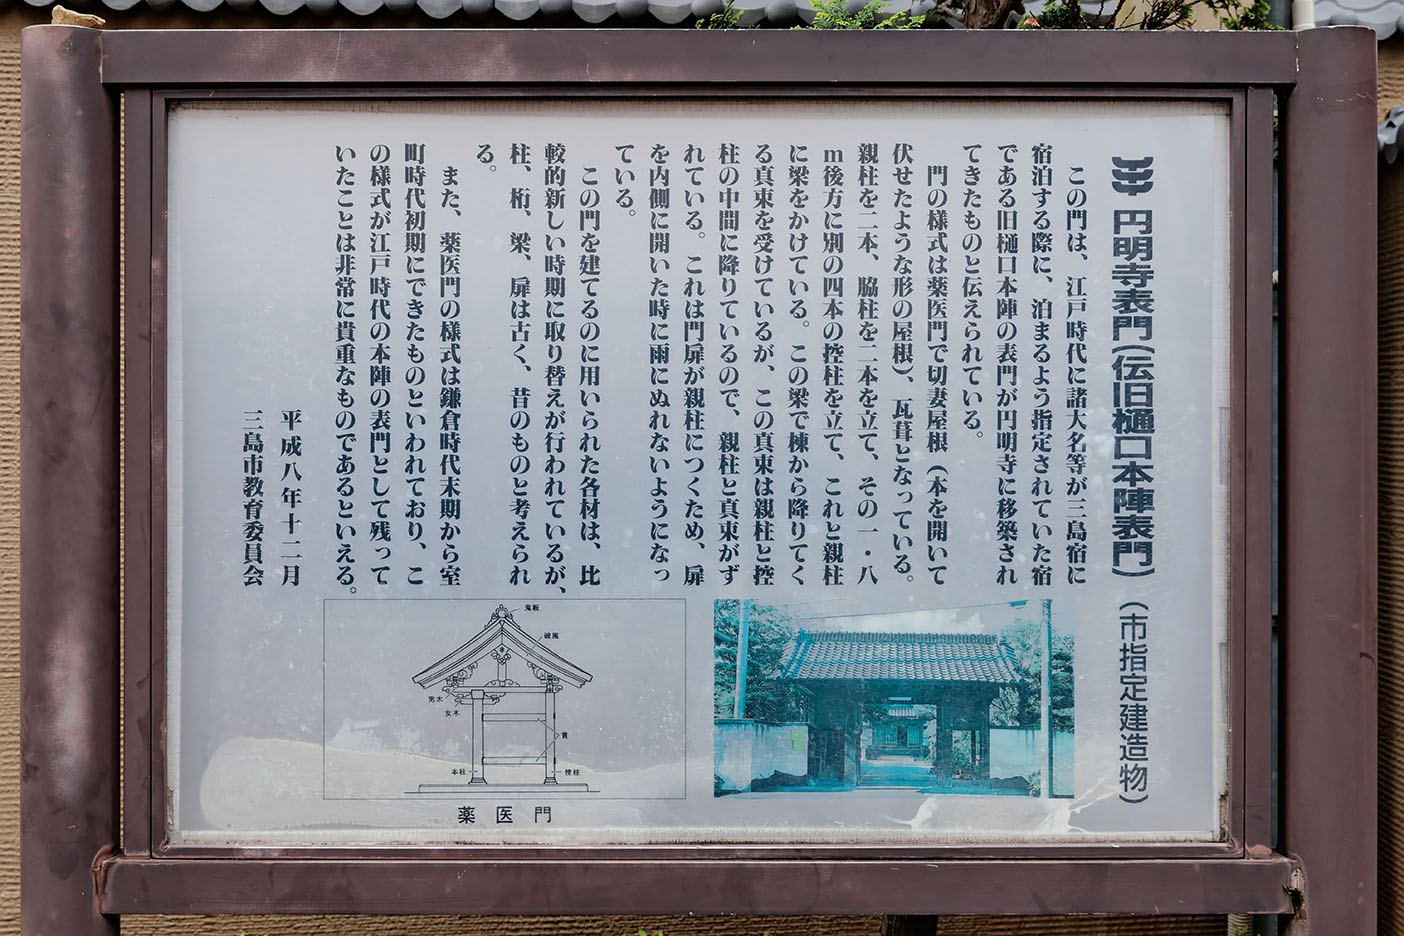 円明寺表門(伝旧樋口本陣表門)(市指定建造物)
この門は、江戸時代に諸大名等が三島宿に
宿泊する際に、泊まるよう指定されていた宿
である旧樋口本陣の表門が円明寺に移築され
てきたものと伝えられている。
門の様式は薬医門で切妻屋根(本を開いて
伏せたような形の屋根)、瓦葺となっている。
親柱を二本、脇柱を二本を立て、その一・八
m後方に別の四本の控柱を立て、これと親柱
に梁をかけている。この梁で棟から降りてく
る真束を受けているが、この真束は親柱と控
柱の中間に降りているので、親柱と真束がず
れている。これは門扉が親柱につくため、扉
を内側に開いた時に雨にぬれないようになっ
ている。
この門を建てるのに用いられた各材は、比
較的新しい時期に取り替えが行われているが、
柱、桁、梁、扉は古く、昔のものと考えられ
る。
また、薬医門の様式は鎌倉時代末期から室
町時代初期にできたものといわれており、こ
の様式が江戸時代の本陣の表門として残って
いたことは非常に貴重なものであるといえる。
平成八年十二月
三島市教育委員会
鬼板
破風
男木
女木
貫
本柱
控柱
薬医門